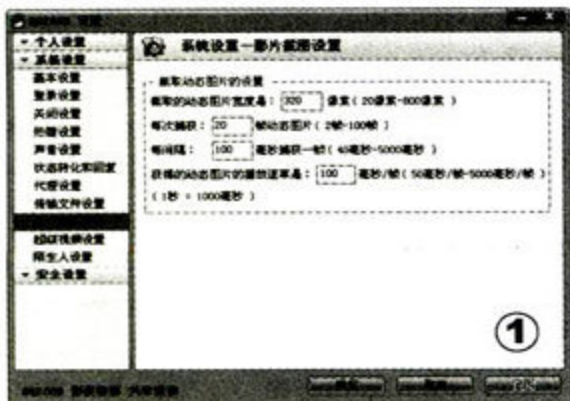 个人设置
系统设置
基本设置
登录设置
关闭设置
热键设置
声音设置
状态转化和回复
代理设置
传输文件设置
超级视频设置
陌生人设置
安全设置
系统设置—影片截图设置
截取动态图片的设置
截取的动态图片宽度是： 320 像素( 20像素-800像素 )
每次捕获： 20 帧动态图片( 2帧-100帧 )
每间隔： 100 毫秒捕获一帧( 40毫秒-5000毫秒 )
获得的动态图片的播放速率是： 100 毫秒/帧( 50毫秒/帧-5000毫秒/帧 )
( 1秒 = 1000毫秒 )
①